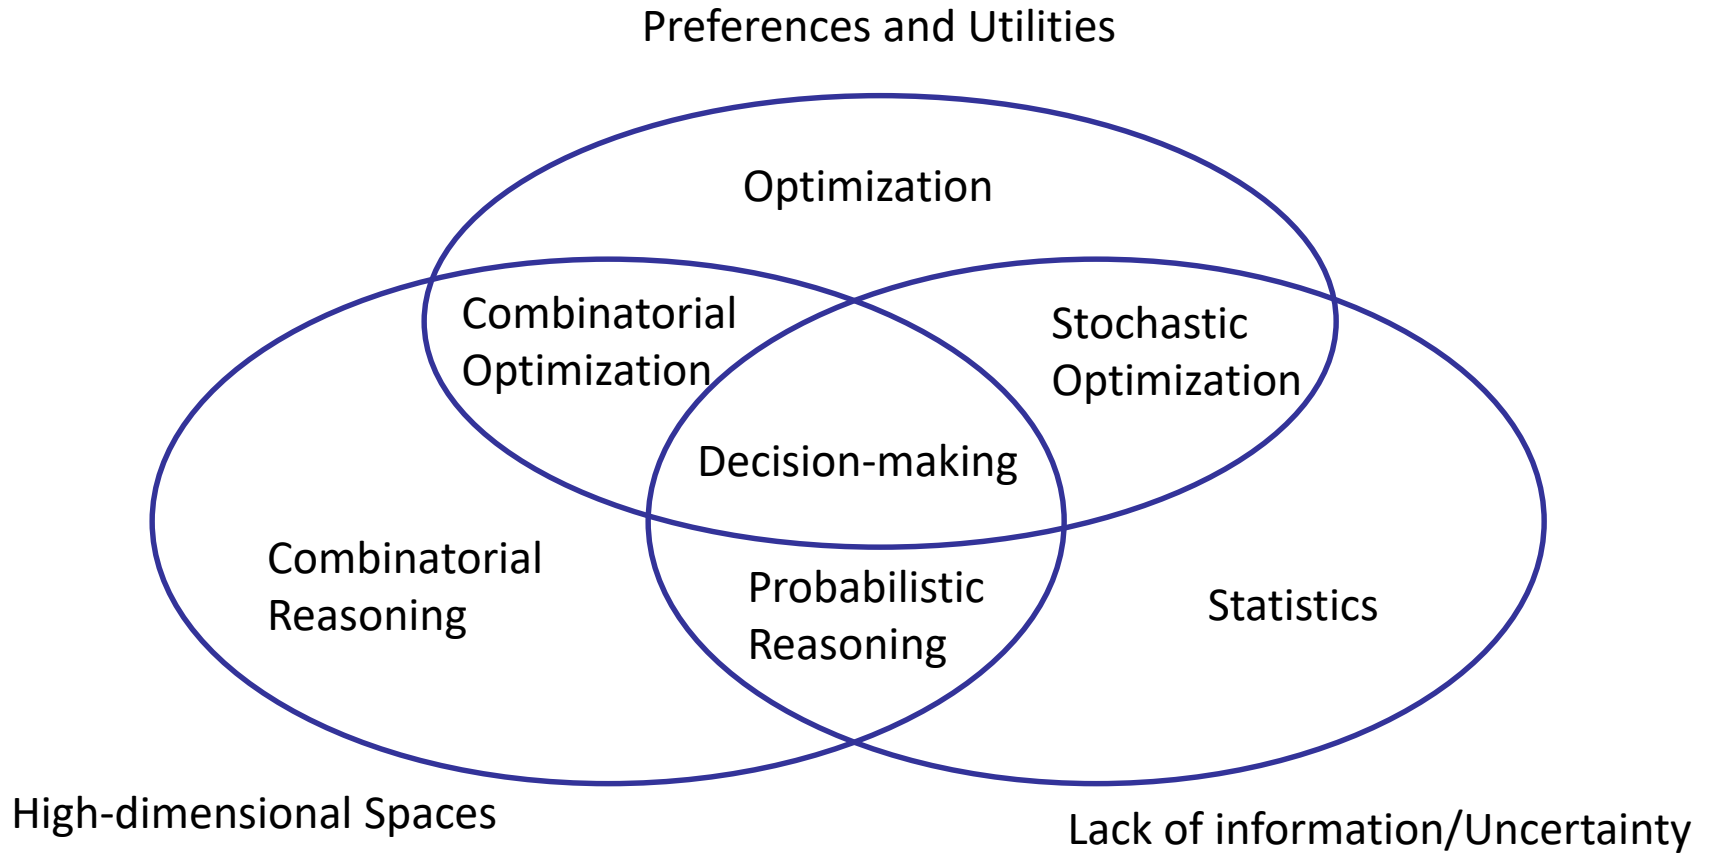 Preferences and Utilities
Optimization
Combinatorial
Optimization
Stochastic
Optimization
Decision-making
Combinatorial
Reasoning
Probabilistic
Reasoning
Statistics
High-dimensional Spaces
Lack of information/Uncertainty